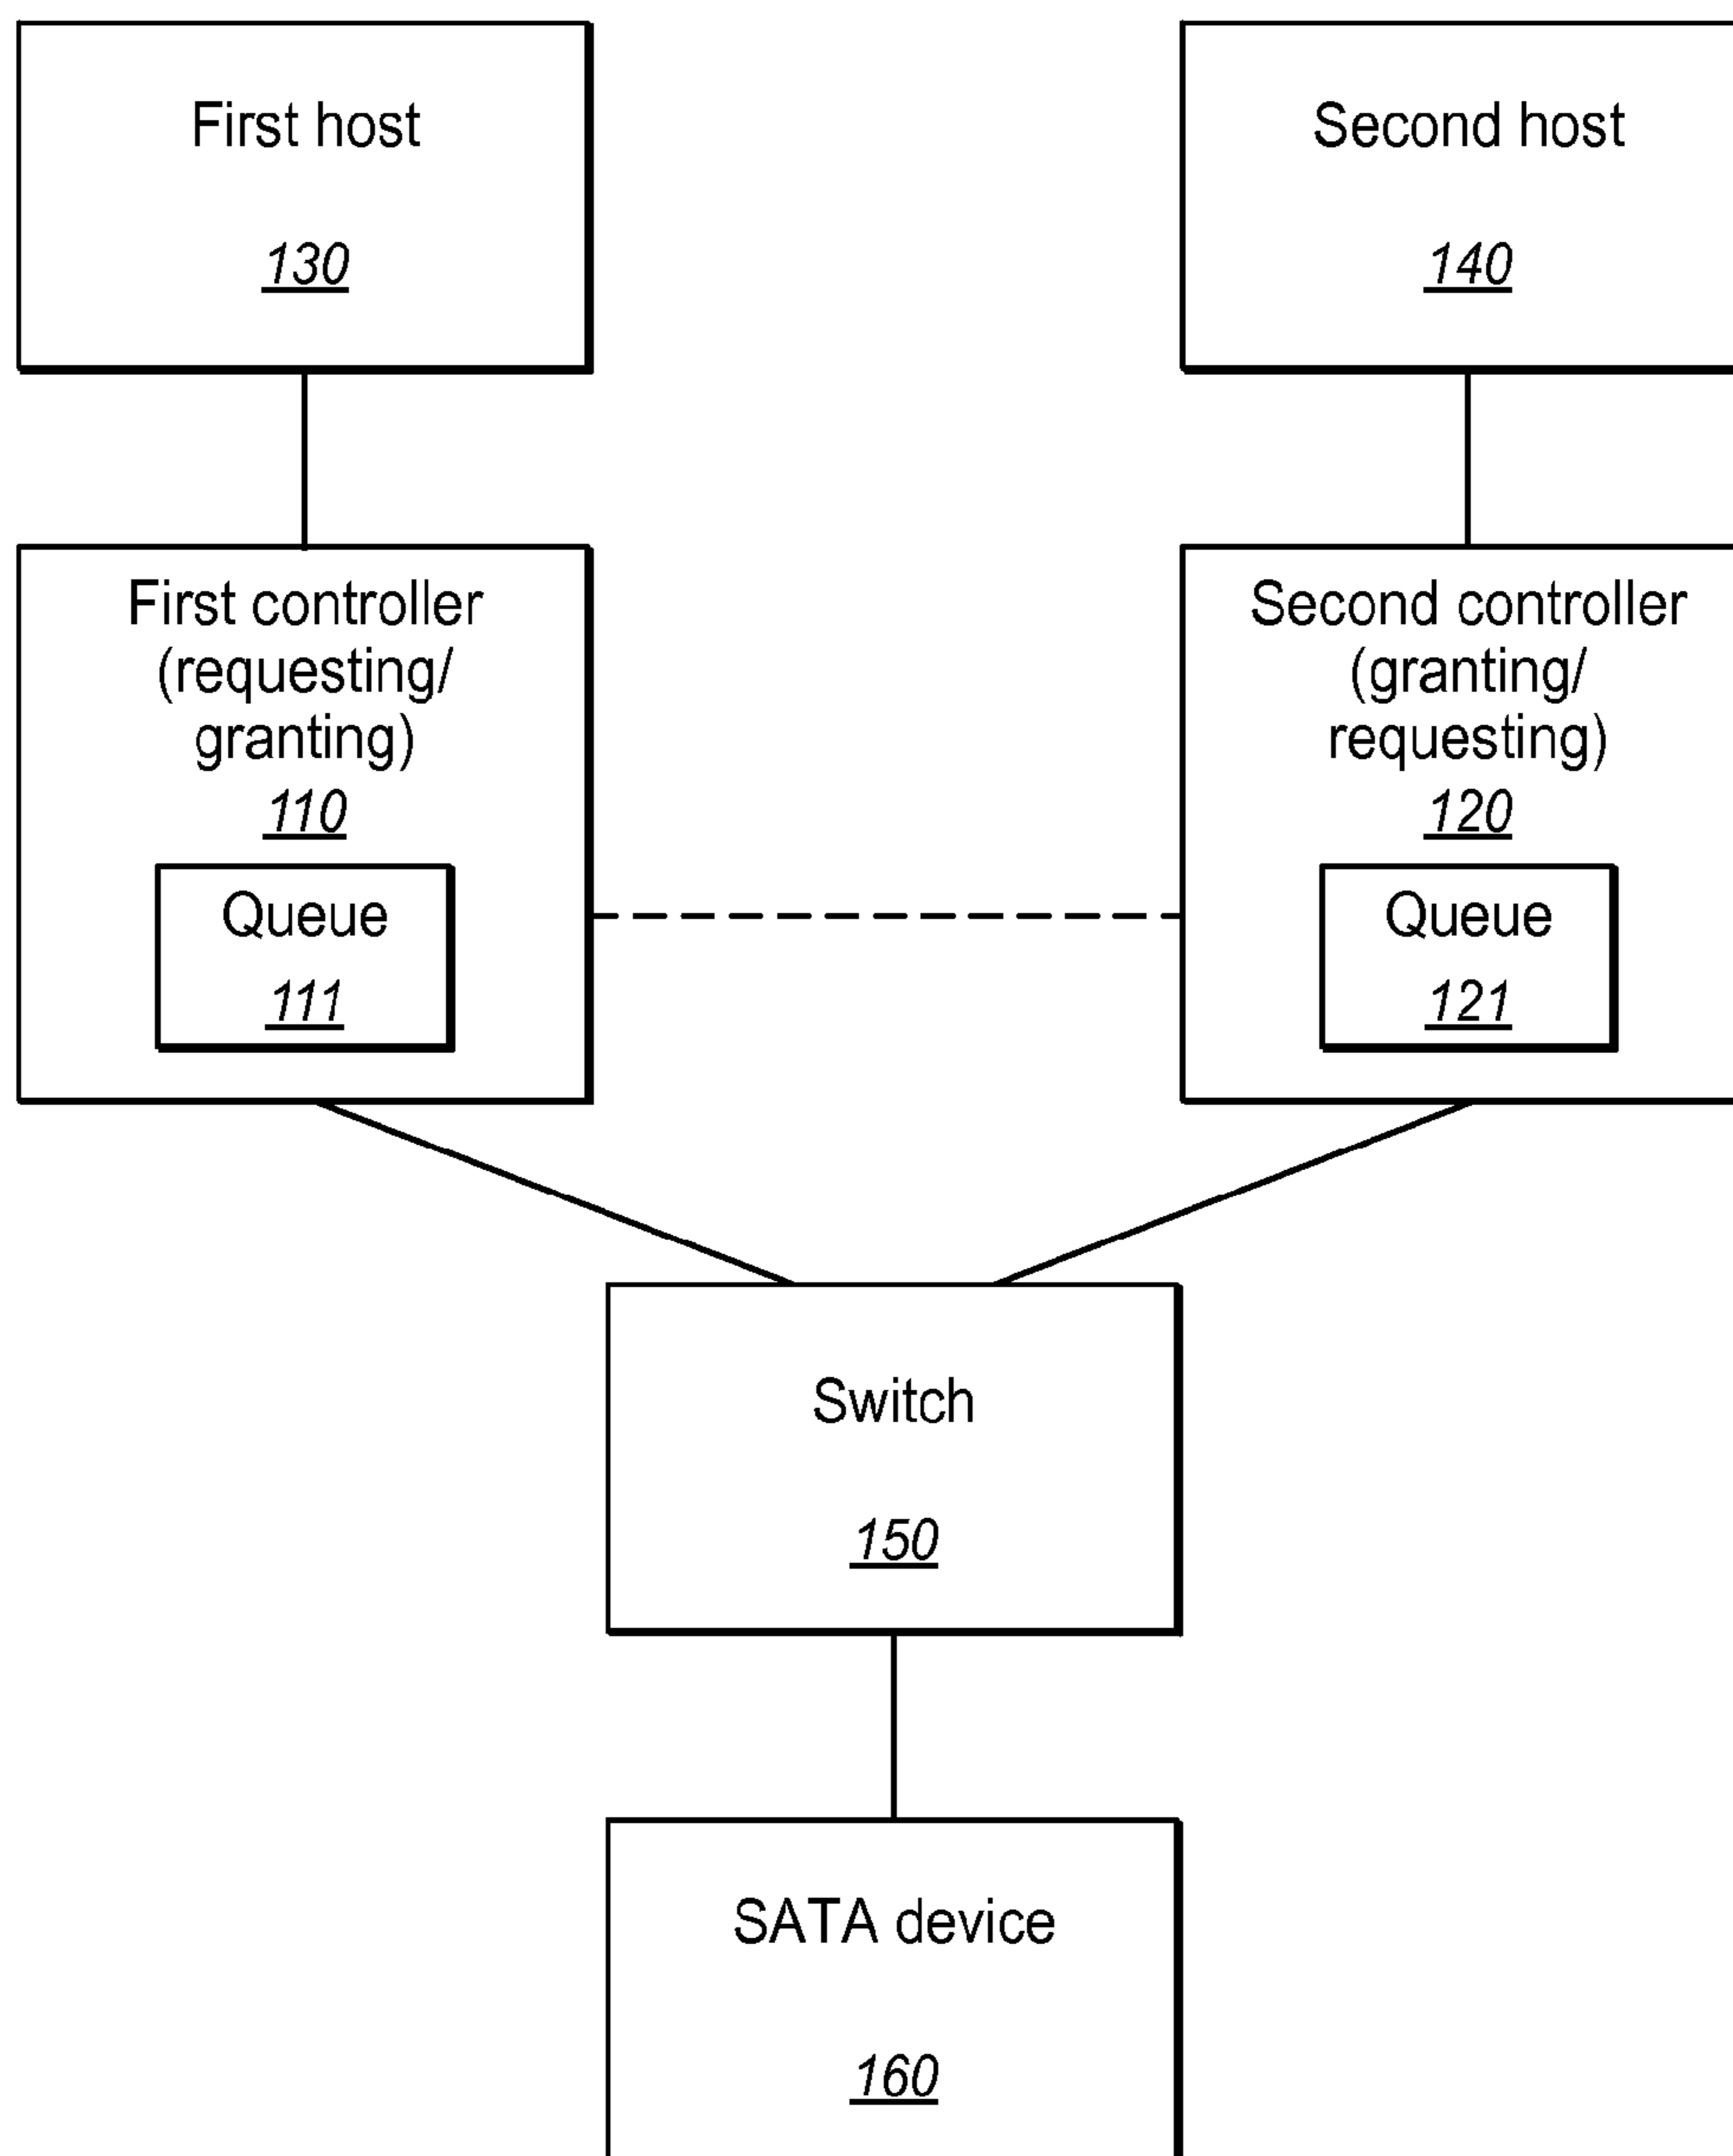 First host
130
Second host
140
First controller
(requesting/
granting)
110
Queue
111
Second controller
(granting/
requesting)
120
Queue
121
Switch
150
SATA device
160